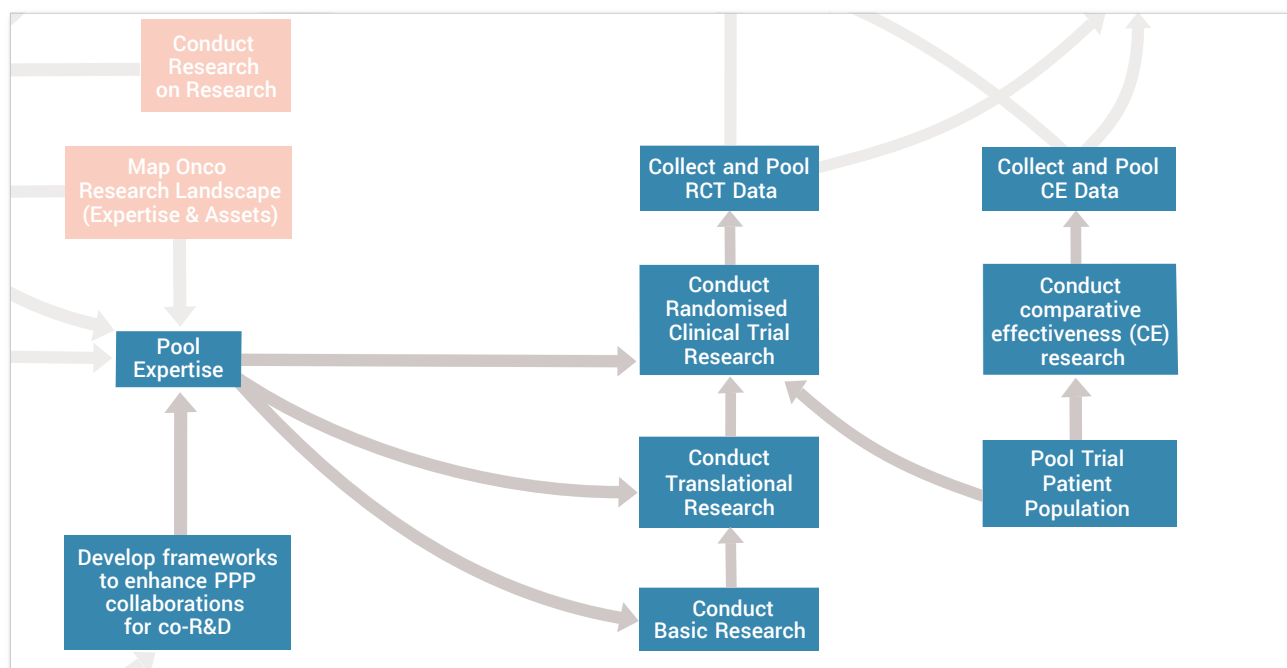 Conduct
Research
on Research
Map Onco
Research Landscape
(Expertise & Assets)
Collect and Pool
RCT Data
Collect and Pool
CE Data
Conduct
Randomised
Clinical Trial
Research
Conduct
comparative
effectiveness (CE)
research
Pool
Expertise
Conduct
Translational
Research
Pool Trial
Patient
Population
Develop frameworks
to enhance PPP
collaborations
for co-R&D
Conduct
Basic Research